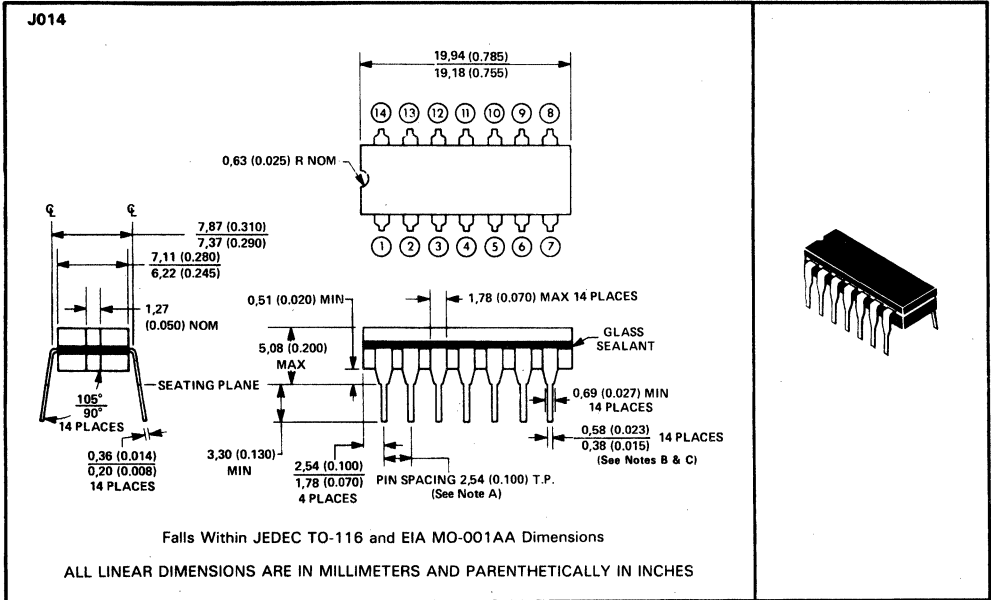 J014
19,94 (0.785)
19,18 (0.755)
14 13 12 11 10 9 8
0,63 (0.025) R NOM
1 2 3 4 5 6 7
℄ ℄
7,87 (0.310)
7,37 (0.290)
7,11 (0.280)
6,22 (0.245)
1,27
(0.050) NOM
0,51 (0.020) MIN
1,78 (0.070) MAX 14 PLACES
5,08 (0.200)
MAX
GLASS
SEALANT
SEATING PLANE
105°
90°
14 PLACES
0,69 (0.027) MIN
14 PLACES
0,58 (0.023)
0,38 (0.015)
14 PLACES
(See Notes B & C)
0,36 (0.014)
0,20 (0.008)
14 PLACES
3,30 (0.130)
MIN
2,54 (0.100)
1,78 (0.070)
4 PLACES
PIN SPACING 2,54 (0.100) T.P.
(See Note A)
Falls Within JEDEC TO-116 and EIA MO-001AA Dimensions
ALL LINEAR DIMENSIONS ARE IN MILLIMETERS AND PARENTHETICALLY IN INCHES